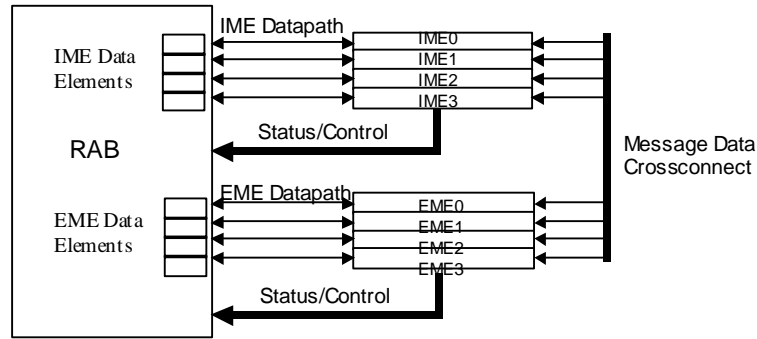 IME Datapath
IME Data
Elements
IME0
IME1
IME2
IME3
Status/Control
RAB
Message Data
Crossconnect
EME Datapath
EME Data
Elements
EME0
EME1
EME2
EME3
Status/Control